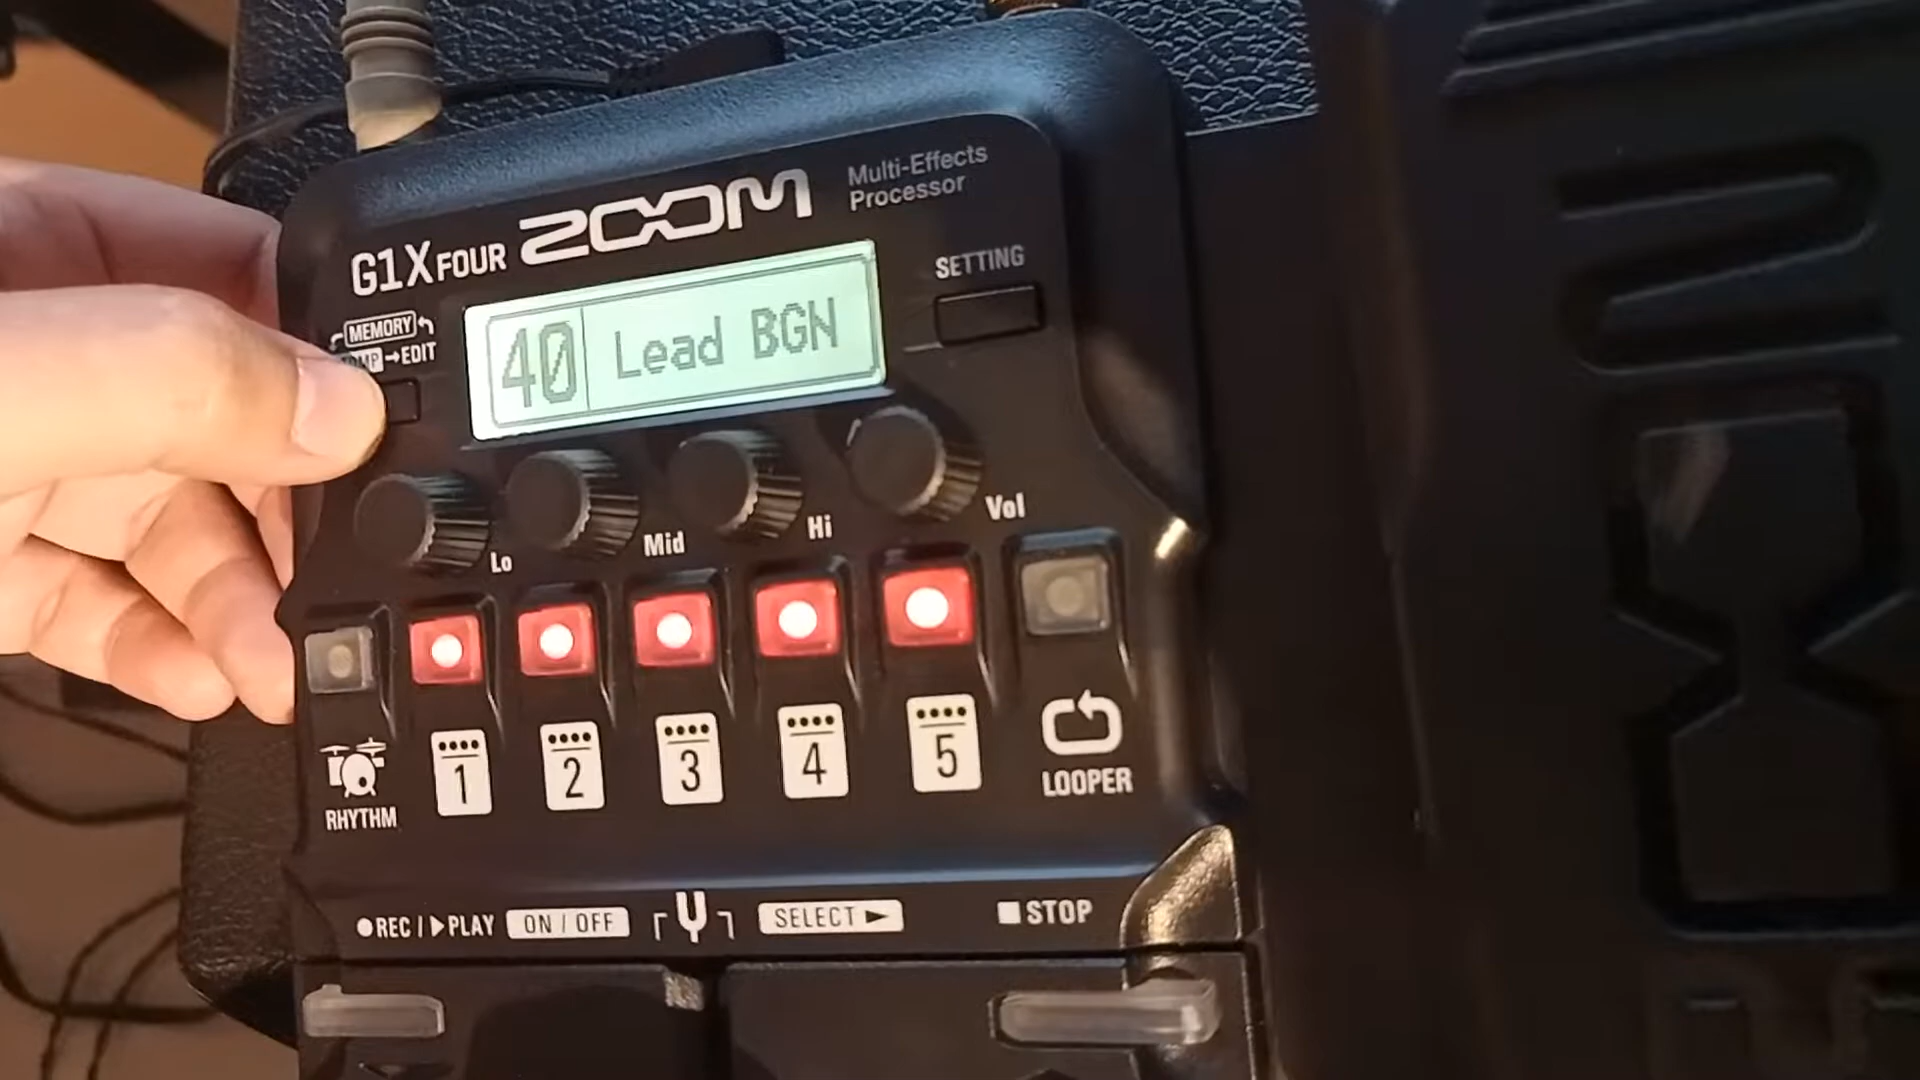 Multi-Effects
Processor
G1X FOUR ZOOM
SETTING
MEMORY
→EDIT
40 Lead BGN
Lo
Mid
Hi
Vol
1
2
3
4
5
RHYTHM
LOOPER
●REC / ▶PLAY ON / OFF SELECT ▶ ■STOP